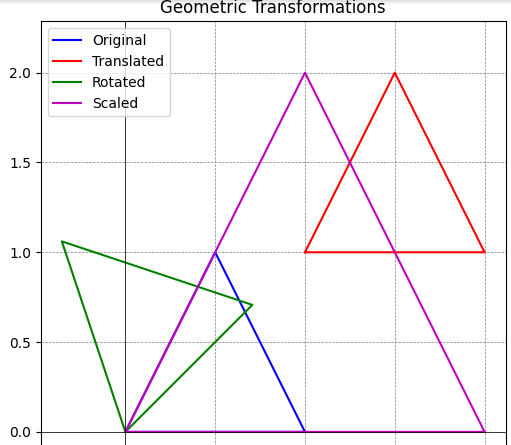 Geometric Transformations
Original
Translated
Rotated
Scaled
2.0
1.5
1.0
0.5
0.0